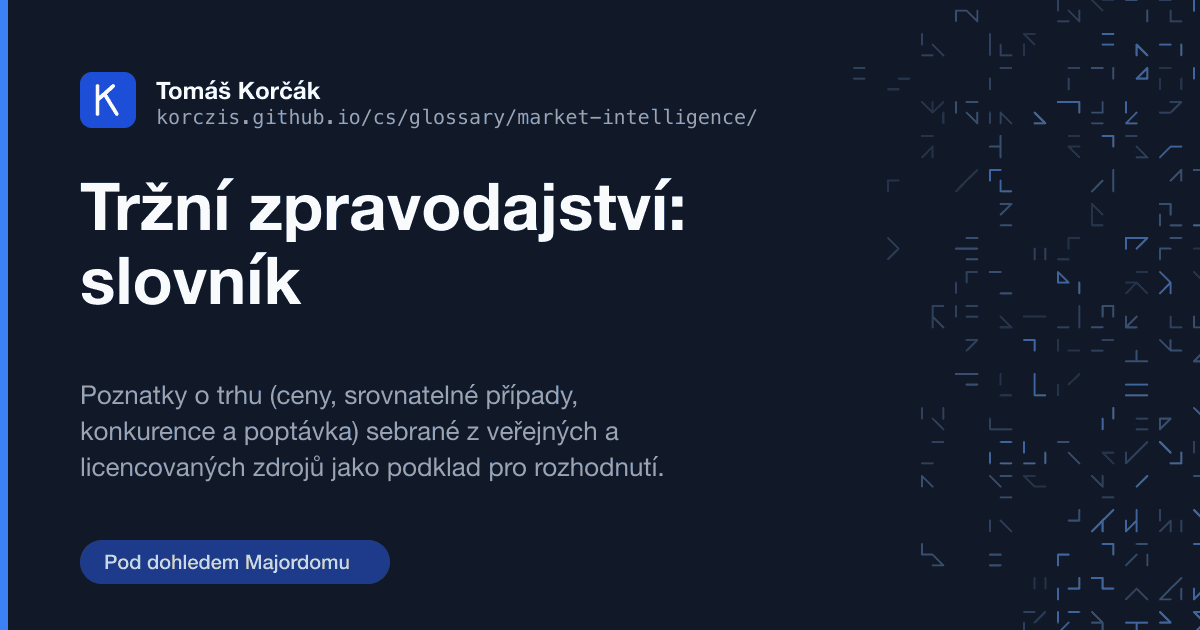 K
Tomáš Korčák
korczis.github.io/cs/glossary/market-intelligence/
Tržní zpravodajství:
slovník
Poznatky o trhu (ceny, srovnatelné případy,
konkurence a poptávka) sebrané z veřejných a
licencovaných zdrojů jako podklad pro rozhodnutí.
Pod dohledem Majordomu